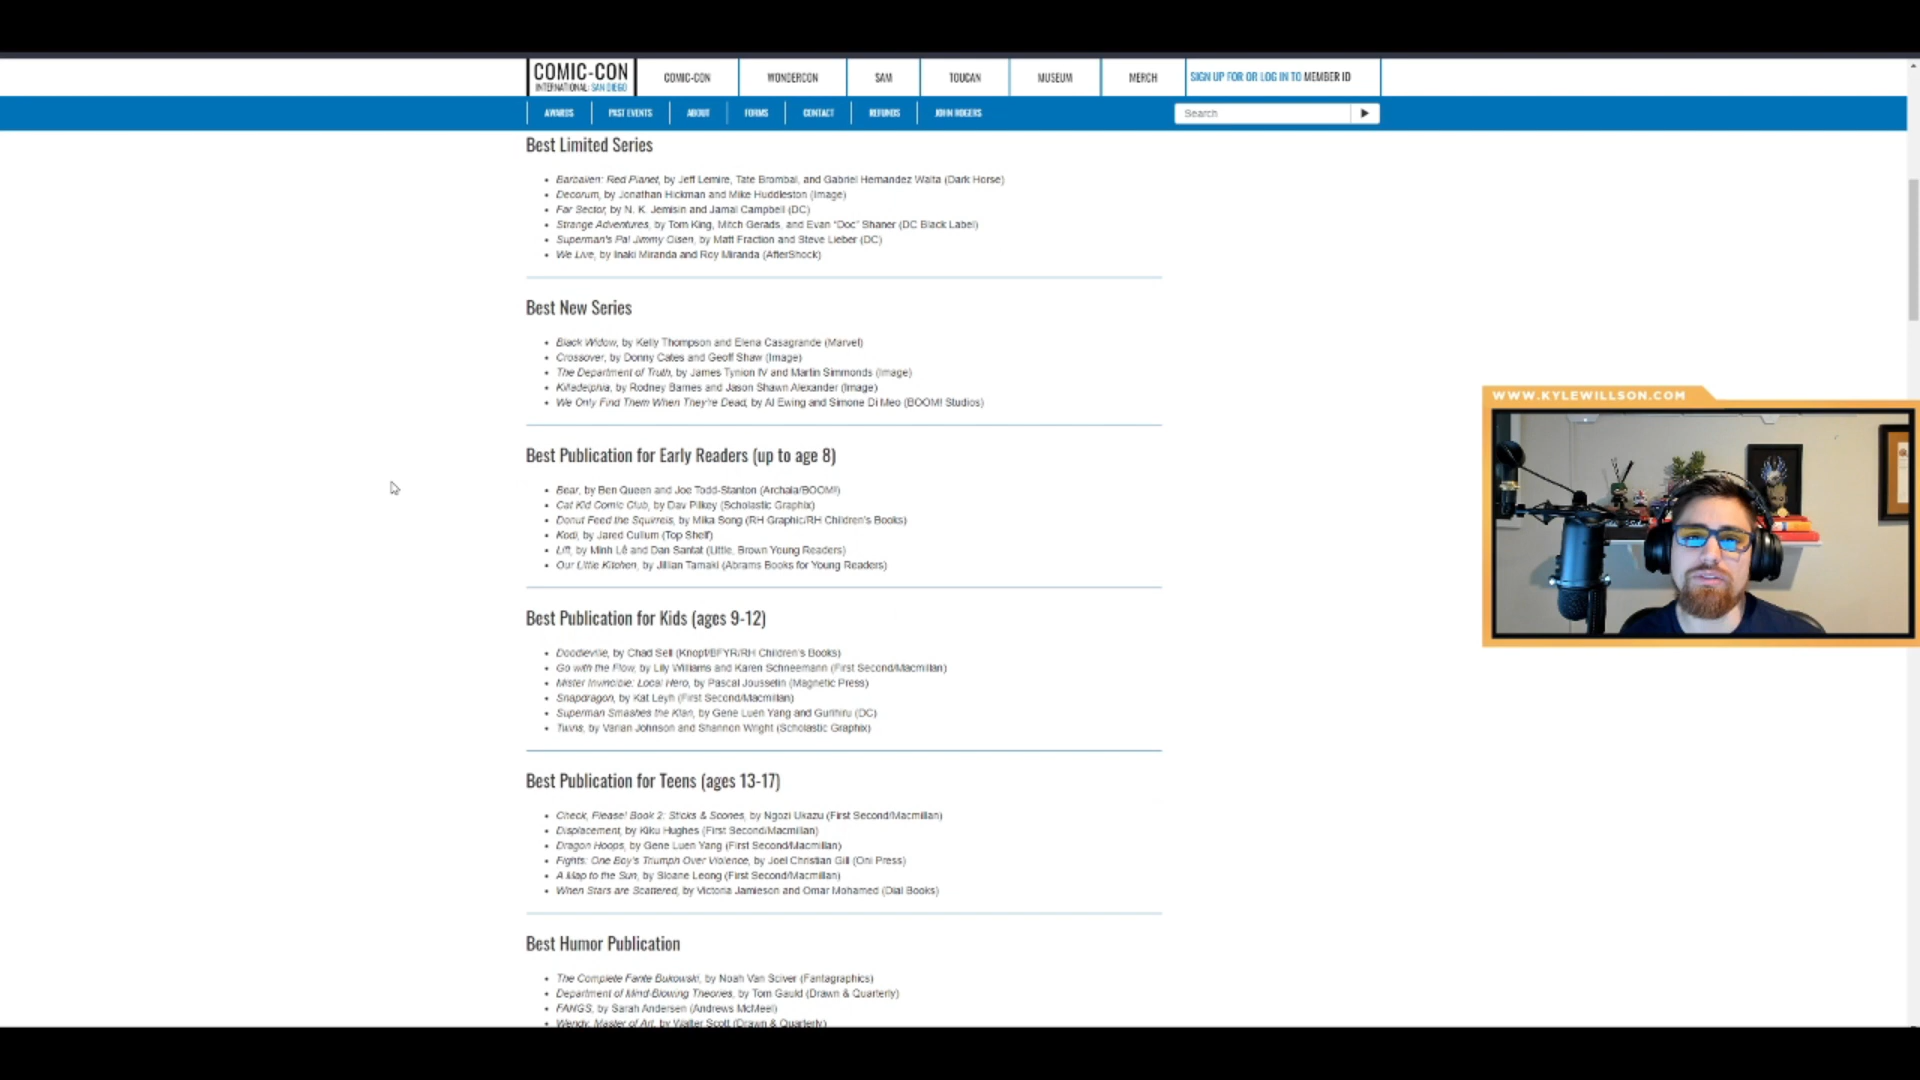 COMIC-CON
INTERNATIONAL: SAN DIEGO
COMIC-CON
WONDERCON
SAM
TOUCAN
MUSEUM
MERCH
SIGN UP FOR OR LOG IN TO MEMBER ID
AWARDS
PAST EVENTS
ABOUT
FORMS
CONTACT
REFUNDS
JOHN ROGERS
Search
Best Limited Series
Barbalien: Red Planet, by Jeff Lemire, Tate Brombal, and Gabriel Hernandez Walta (Dark Horse)
Decorum, by Jonathan Hickman and Mike Huddleston (Image)
Far Sector, by N. K. Jemisin and Jamal Campbell (DC)
Strange Adventures, by Tom King, Mitch Gerads, and Evan “Doc” Shaner (DC Black Label)
Superman's Pal Jimmy Olsen, by Matt Fraction and Steve Lieber (DC)
We Live, by Inaki Miranda and Roy Miranda (AfterShock)
Best New Series
Black Widow, by Kelly Thompson and Elena Casagrande (Marvel)
Crossover, by Donny Cates and Geoff Shaw (Image)
The Department of Truth, by James Tynion IV and Martin Simmonds (Image)
Killadelphia, by Rodney Barnes and Jason Shawn Alexander (Image)
We Only Find Them When They're Dead, by Al Ewing and Simone Di Meo (BOOM! Studios)
WWW.KYLEWILLSON.COM
Best Publication for Early Readers (up to age 8)
Bear, by Ben Queen and Joe Todd-Stanton (Archaia/BOOM!)
Cat Kid Comic Club, by Dav Pilkey (Scholastic Graphix)
Donut Feed the Squirrels, by Mika Song (RH Graphic/RH Children's Books)
Kodi, by Jared Cullum (Top Shelf)
Lift, by Minh Lê and Dan Santat (Little, Brown Young Readers)
Our Little Kitchen, by Jillian Tamaki (Abrams Books for Young Readers)
Best Publication for Kids (ages 9-12)
Doodleville, by Chad Sell (Knopf/BFYR/RH Children's Books)
Go with the Flow, by Lily Williams and Karen Schneemann (First Second/Macmillan)
Mister Invincible: Local Hero, by Pascal Jousselin (Magnetic Press)
Snapdragon, by Kat Leyh (First Second/Macmillan)
Superman Smashes the Klan, by Gene Luen Yang and Gurihiru (DC)
Twins, by Varian Johnson and Shannon Wright (Scholastic Graphix)
Best Publication for Teens (ages 13-17)
Check, Please! Book 2: Sticks & Scones, by Ngozi Ukazu (First Second/Macmillan)
Displacement, by Kiku Hughes (First Second/Macmillan)
Dragon Hoops, by Gene Luen Yang (First Second/Macmillan)
Fights: One Boy's Triumph Over Violence, by Joel Christian Gill (Oni Press)
A Map to the Sun, by Sloane Leong (First Second/Macmillan)
When Stars are Scattered, by Victoria Jamieson and Omar Mohamed (Dial Books)
Best Humor Publication
The Complete Fante Bukowski, by Noah Van Sciver (Fantagraphics)
Department of Mind-Blowing Theories, by Tom Gauld (Drawn & Quarterly)
FANGS, by Sarah Andersen (Andrews McMeel)
Wendy, Master of Art, by Walter Scott (Drawn & Quarterly)